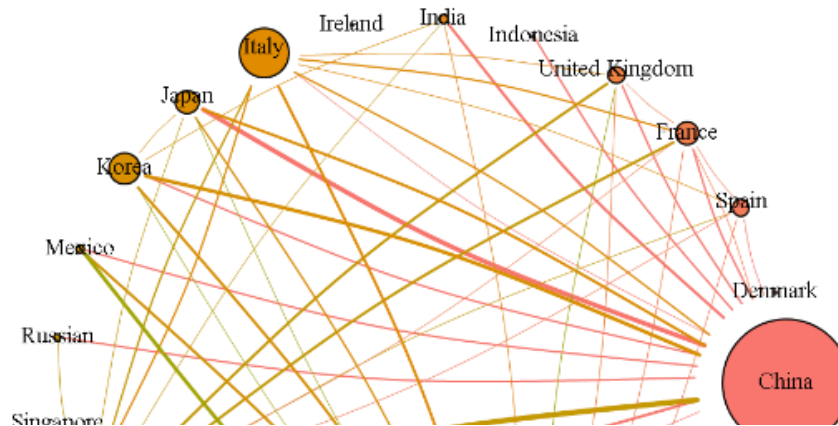 Ireland
India
Indonesia
Italy
United Kingdom
Japan
France
Korea
Spain
Mexico
Denmark
Russian
China
Singapore